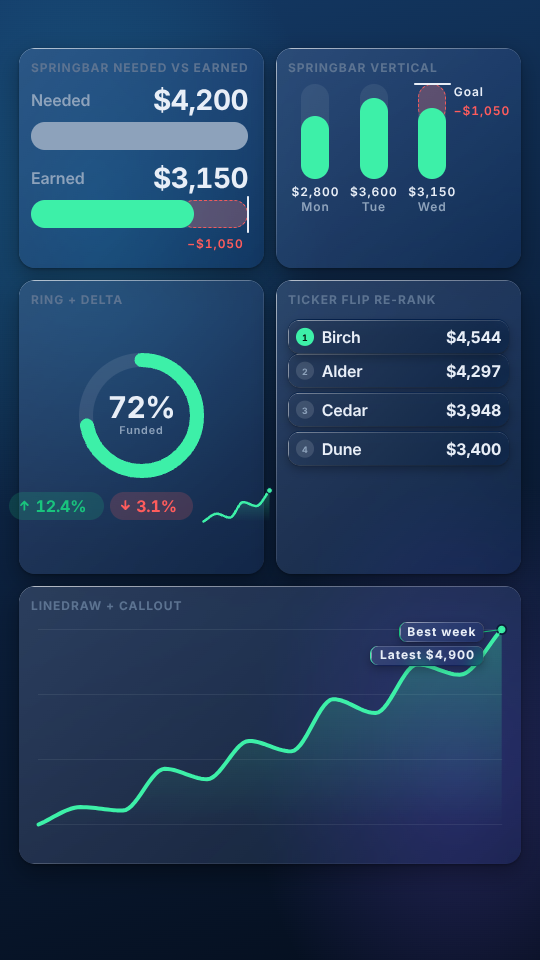 SPRINGBAR NEEDED VS EARNED
Needed $4,200
Earned $3,150
−$1,050
SPRINGBAR VERTICAL
Goal
−$1,050
$2,800 $3,600 $3,150
Mon Tue Wed
RING + DELTA
72%
Funded
↑ 12.4% ↓ 3.1%
TICKER FLIP RE-RANK
1 Birch $4,544
2 Alder $4,297
3 Cedar $3,948
4 Dune $3,400
LINEDRAW + CALLOUT
Best week
Latest $4,900